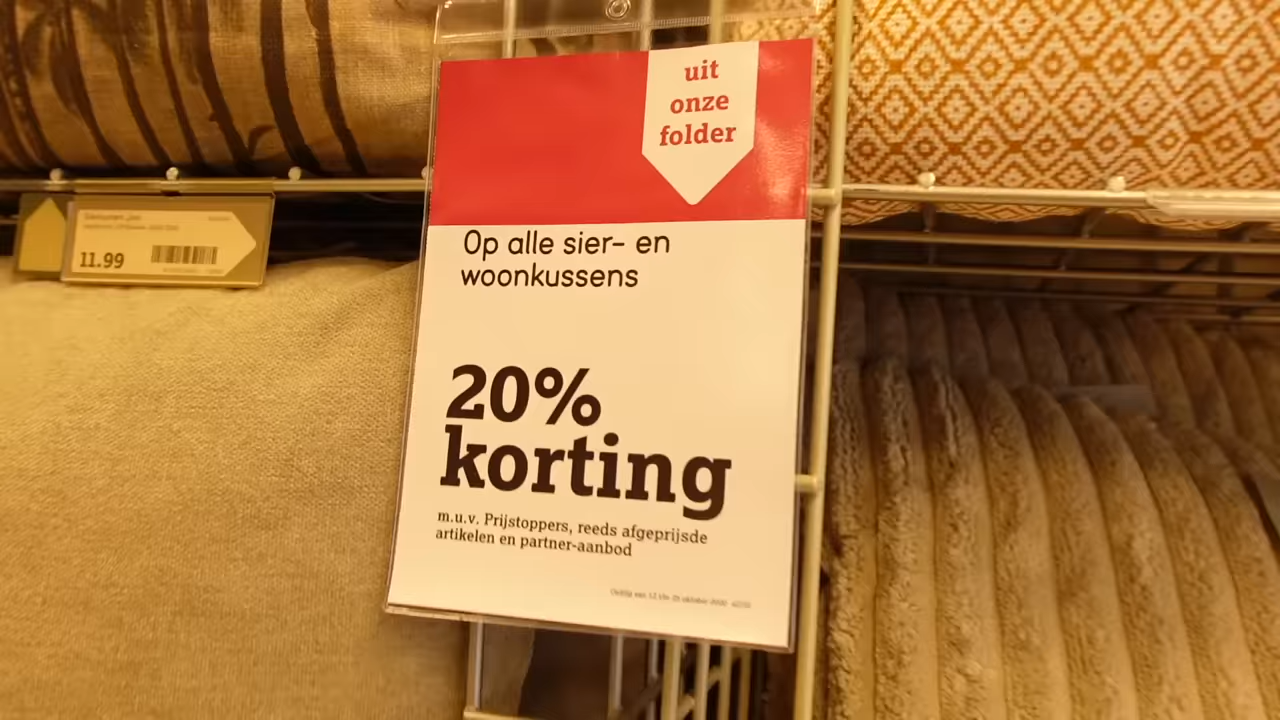 uit
onze
folder
Op alle sier- en
woonkussens
20%
korting
m.u.v. Prijstoppers, reeds afgeprijsde
artikelen en partner-aanbod
11.99